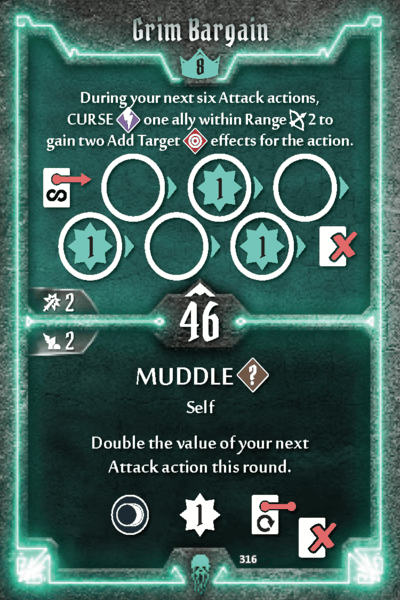 Grim Bargain
8
During your next six Attack actions,
CURSE one ally within Range 2 to
gain two Add Target effects for the action.
S 1
1 1
2
46
2
MUDDLE ?
Self
Double the value of your next
Attack action this round.
1
316